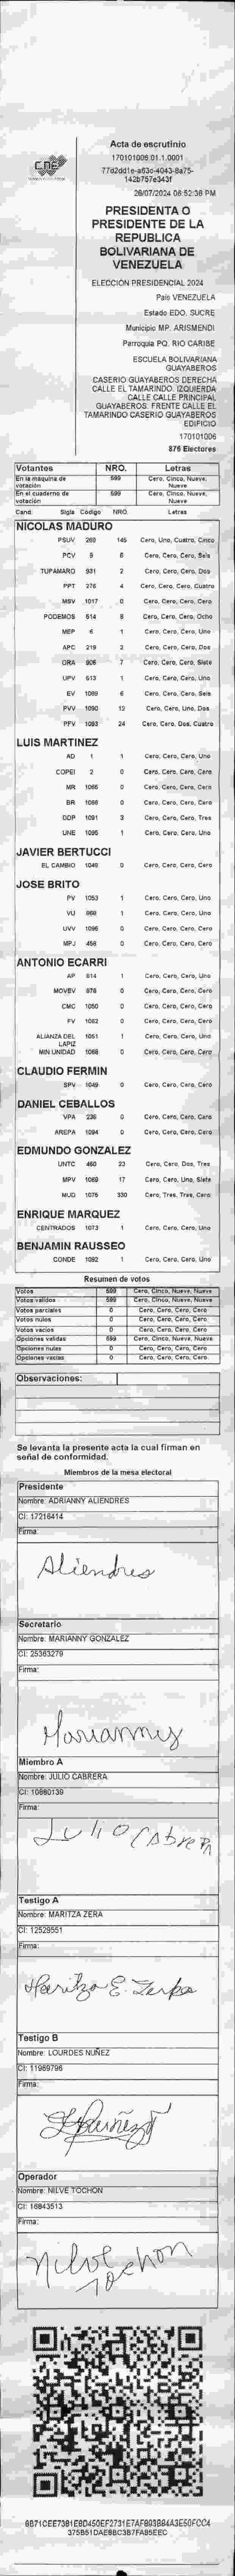 CNE
Acta de escrutinio
170101006.01.1.0001
77d2dd1e-a63c-4043-8a75-
142b757e343f
28/07/2024 08:52:36 PM
PRESIDENTA O
PRESIDENTE DE LA
REPUBLICA
BOLIVARIANA DE
VENEZUELA
ELECCIÓN PRESIDENCIAL 2024
País VENEZUELA
Estado EDO. SUCRE
Municipio MP. ARISMENDI
Parroquia PQ. RIO CARIBE
ESCUELA BOLIVARIANA
GUAYABEROS
CASERIO GUAYABEROS DERECHA
CALLE EL TAMARINDO. IZQUIERDA
CALLE CALLE PRINCIPAL
GUAYABEROS. FRENTE CALLE EL
TAMARINDO CASERIO GUAYABEROS
EDIFICIO
170101006
876 Electores
Votantes NRO. Letras
En la máquina de votación 599 Cero, Cinco, Nueve, Nueve
En el cuaderno de votación 599 Cero, Cinco, Nueve, Nueve
Cand. Sigla Código NRO. Letras
NICOLAS MADURO
PSUV 268 145 Cero, Uno, Cuatro, Cinco
PCV 8 6 Cero, Cero, Cero, Seis
TUPAMARO 931 2 Cero, Cero, Cero, Dos
PPT 276 4 Cero, Cero, Cero, Cuatro
MSV 1017 0 Cero, Cero, Cero, Cero
PODEMOS 514 8 Cero, Cero, Cero, Ocho
MEP 6 1 Cero, Cero, Cero, Uno
APC 219 2 Cero, Cero, Cero, Dos
ORA 906 7 Cero, Cero, Cero, Siete
UPV 613 1 Cero, Cero, Cero, Uno
EV 1089 6 Cero, Cero, Cero, Seis
PVV 1090 12 Cero, Cero, Uno, Dos
PFV 1093 24 Cero, Cero, Dos, Cuatro
LUIS MARTINEZ
AD 1 1 Cero, Cero, Cero, Uno
COPEI 2 0 Cero, Cero, Cero, Cero
MR 1065 0 Cero, Cero, Cero, Cero
BR 1066 0 Cero, Cero, Cero, Cero
DDP 1091 3 Cero, Cero, Cero, Tres
UNE 1095 1 Cero, Cero, Cero, Uno
JAVIER BERTUCCI
EL CAMBIO 1048 0 Cero, Cero, Cero, Cero
JOSE BRITO
PV 1053 1 Cero, Cero, Cero, Uno
VU 868 1 Cero, Cero, Cero, Uno
UVV 1096 0 Cero, Cero, Cero, Cero
MPJ 458 0 Cero, Cero, Cero, Cero
ANTONIO ECARRI
AP 814 1 Cero, Cero, Cero, Uno
MOVEV 878 0 Cero, Cero, Cero, Cero
CMC 1050 0 Cero, Cero, Cero, Cero
FV 1082 0 Cero, Cero, Cero, Cero
ALIANZA DEL LAPIZ 1051 1 Cero, Cero, Cero, Uno
MIN UNIDAD 1068 0 Cero, Cero, Cero, Cero
CLAUDIO FERMIN
SPV 1049 0 Cero, Cero, Cero, Cero
DANIEL CEBALLOS
VPA 236 0 Cero, Cero, Cero, Cero
AREPA 1094 0 Cero, Cero, Cero, Cero
EDMUNDO GONZALEZ
UNTC 460 23 Cero, Cero, Dos, Tres
MPV 1069 17 Cero, Cero, Uno, Siete
MUD 1075 330 Cero, Tres, Tres, Cero
ENRIQUE MARQUEZ
CENTRADOS 1073 1 Cero, Cero, Cero, Uno
BENJAMIN RAUSSEO
CONDE 1092 1 Cero, Cero, Cero, Uno
Resumen de votos
Votos 599 Cero, Cinco, Nueve, Nueve
Votos válidos 599 Cero, Cinco, Nueve, Nueve
Votos parciales 0 Cero, Cero, Cero, Cero
Votos nulos 0 Cero, Cero, Cero, Cero
Votos vacíos 0 Cero, Cero, Cero, Cero
Opciones válidas 599 Cero, Cinco, Nueve, Nueve
Opciones nulas 0 Cero, Cero, Cero, Cero
Opciones vacías 0 Cero, Cero, Cero, Cero
Observaciones:
Se levanta la presente acta la cual firman en
señal de conformidad.
Miembros de la mesa electoral
Presidente
Nombre: ADRIANNY ALIENDRES
CI: 17216414
Firma:
Aliendres
Secretario
Nombre: MARIANNY GONZALEZ
CI: 25363279
Firma:
Marianny
Miembro A
Nombre: JULIO CABRERA
CI: 10880139
Firma:
Julio Cabrera
Testigo A
Nombre: MARITZA ZERA
CI: 12529551
Firma:
Maritza E. Zerpa
Testigo B
Nombre: LOURDES NUÑEZ
CI: 11969796
Firma:
Operador
Nombre: NILVE TOCHON
CI: 16843513
Firma:
Nilve
Tochon